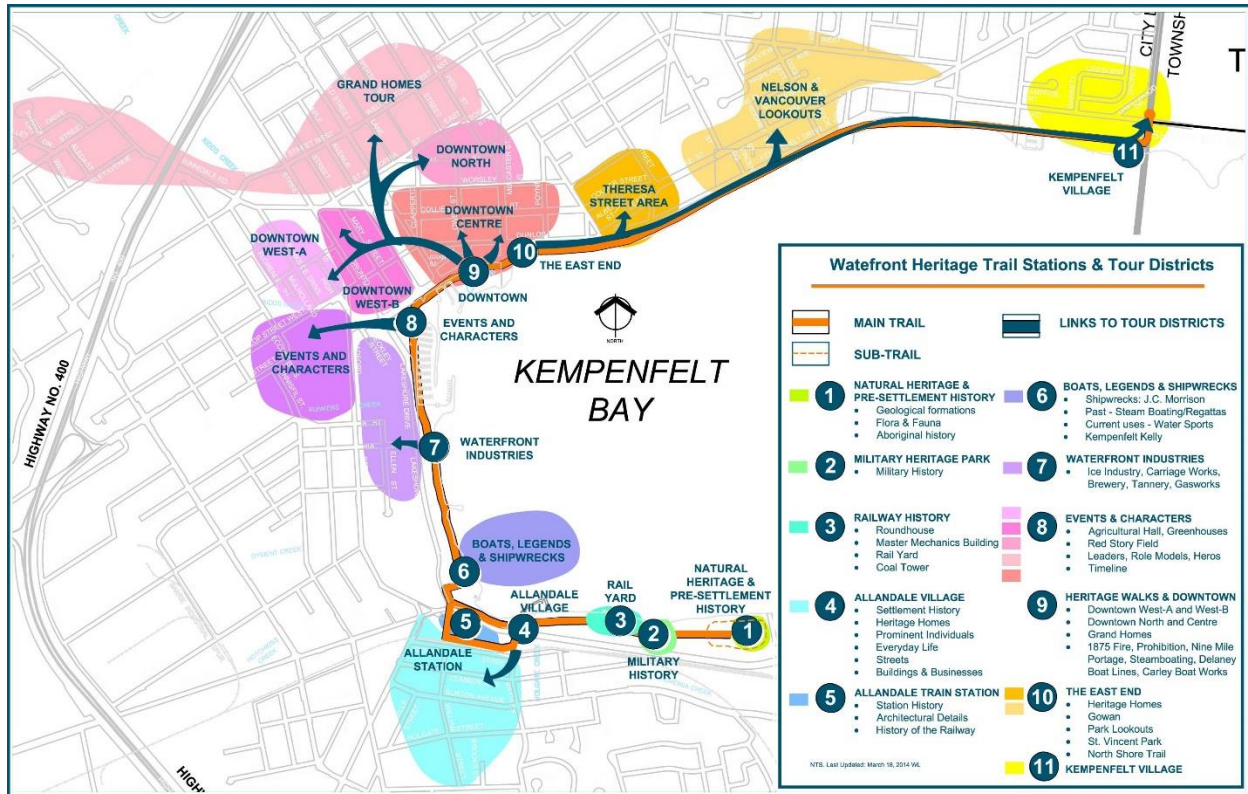 GRAND HOMES
TOUR
NELSON &
VANCOUVER
LOOKOUTS
CITY L
TOWNSH
T
DOWNTOWN
NORTH
WORSLEY
THERESA
STREET AREA
11
KEMPENFELT
VILLAGE
DOWNTOWN
CENTRE
DOWNTOWN
WEST-A
DOWNTOWN
WEST-B
10
THE EAST END
9
DOWNTOWN
8
EVENTS AND
CHARACTERS
EVENTS AND
CHARACTERS
NORTH
KEMPENFELT
BAY
HIGHWAY NO. 400
7
WATERFRONT
INDUSTRIES
LAKESHORE DRIVE
ELLEN ST.
BOATS, LEGENDS
& SHIPWRECKS
6
ALLANDALE
VILLAGE
RAIL
YARD
NATURAL
HERITAGE &
PRE-SETTLEMENT
HISTORY
5
4
3
2
1
ALLANDALE
STATION
MILITARY
HISTORY
HIGH
Watefront Heritage Trail Stations & Tour Districts
MAIN TRAIL
LINKS TO TOUR DISTRICTS
SUB-TRAIL
1 NATURAL HERITAGE &
PRE-SETTLEMENT HISTORY
• Geological formations
• Flora & Fauna
• Aboriginal history
2 MILITARY HERITAGE PARK
• Military History
3 RAILWAY HISTORY
• Roundhouse
• Master Mechanics Building
• Rail Yard
• Coal Tower
4 ALLANDALE VILLAGE
• Settlement History
• Heritage Homes
• Prominent Individuals
• Everyday Life
• Streets
• Buildings & Businesses
5 ALLANDALE TRAIN STATION
• Station History
• Architectural Details
• History of the Railway
NTS. Last Updated: March 18, 2014 WL
6 BOATS, LEGENDS & SHIPWRECKS
• Shipwrecks: J.C. Morrison
• Past - Steam Boating/Regattas
• Current uses - Water Sports
• Kempenfelt Kelly
7 WATERFRONT INDUSTRIES
• Ice Industry, Carriage Works,
Brewery, Tannery, Gasworks
8 EVENTS & CHARACTERS
• Agricultural Hall, Greenhouses
• Red Story Field
• Leaders, Role Models, Heros
• Timeline
9 HERITAGE WALKS & DOWNTOWN
• Downtown West-A and West-B
• Downtown North and Centre
• Grand Homes
• 1875 Fire, Prohibition, Nine Mile
Portage, Steamboating, Delaney
Boat Lines, Carley Boat Works
10 THE EAST END
• Heritage Homes
• Gowan
• Park Lookouts
• St. Vincent Park
• North Shore Trail
11 KEMPENFELT VILLAGE